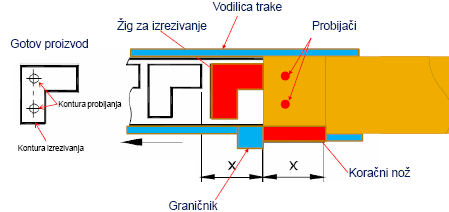 Vodilica trake
Žig za izrezivanje
Probijači
Gotov proizvod
Kontura probijanja
Kontura izrezivanja
X
X
Koračni nož
Graničnik